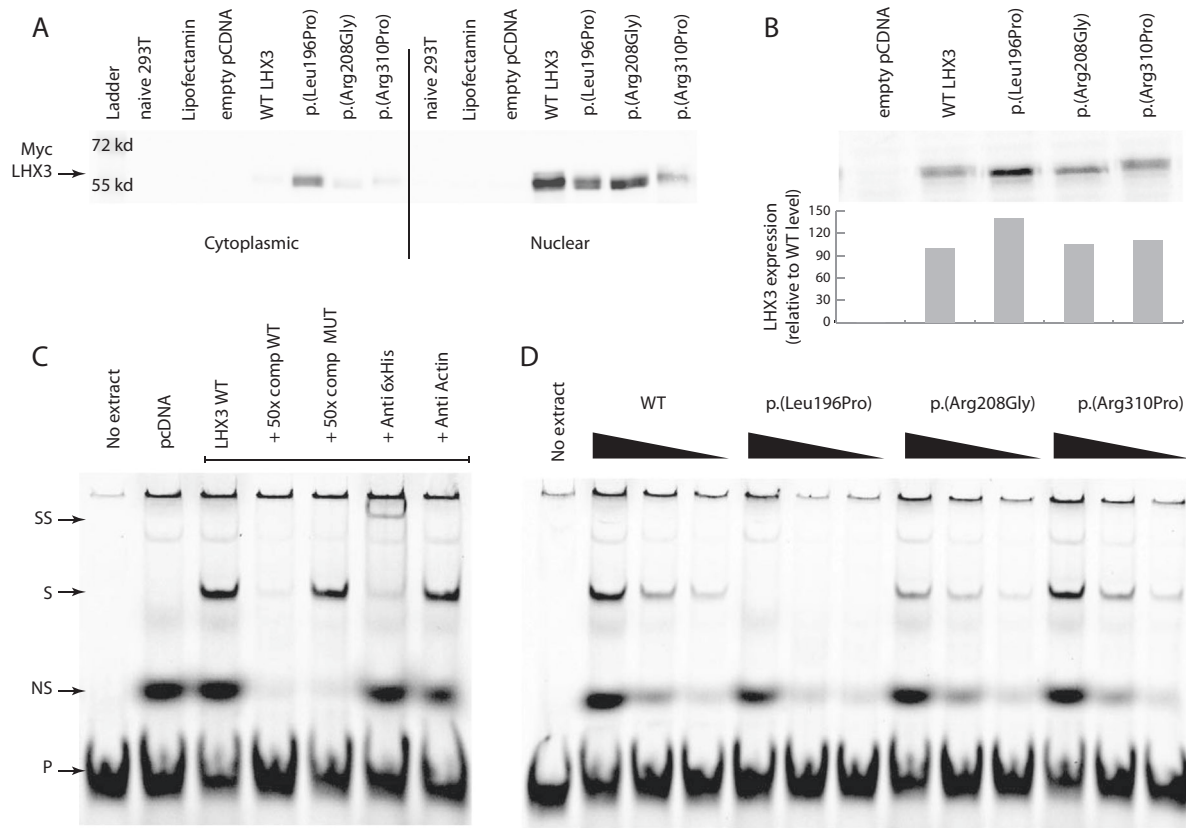 A
Ladder
naive 293T
Lipofectamin
empty pCDNA
WT LHX3
p.(Leu196Pro)
p.(Arg208Gly)
p.(Arg310Pro)
naive 293T
Lipofectamin
empty pCDNA
WT LHX3
p.(Leu196Pro)
p.(Arg208Gly)
p.(Arg310Pro)
Myc
LHX3
72 kd
55 kd
Cytoplasmic
Nuclear
B
empty pCDNA
WT LHX3
p.(Leu196Pro)
p.(Arg208Gly)
p.(Arg310Pro)
LHX3 expression
(relative to WT level)
150
120
90
60
30
0
C
No extract
pcDNA
LHX3 WT
+ 50x comp WT
+ 50x comp MUT
+ Anti 6xHis
+ Anti Actin
SS
S
NS
P
D
No extract
WT
p.(Leu196Pro)
p.(Arg208Gly)
p.(Arg310Pro)